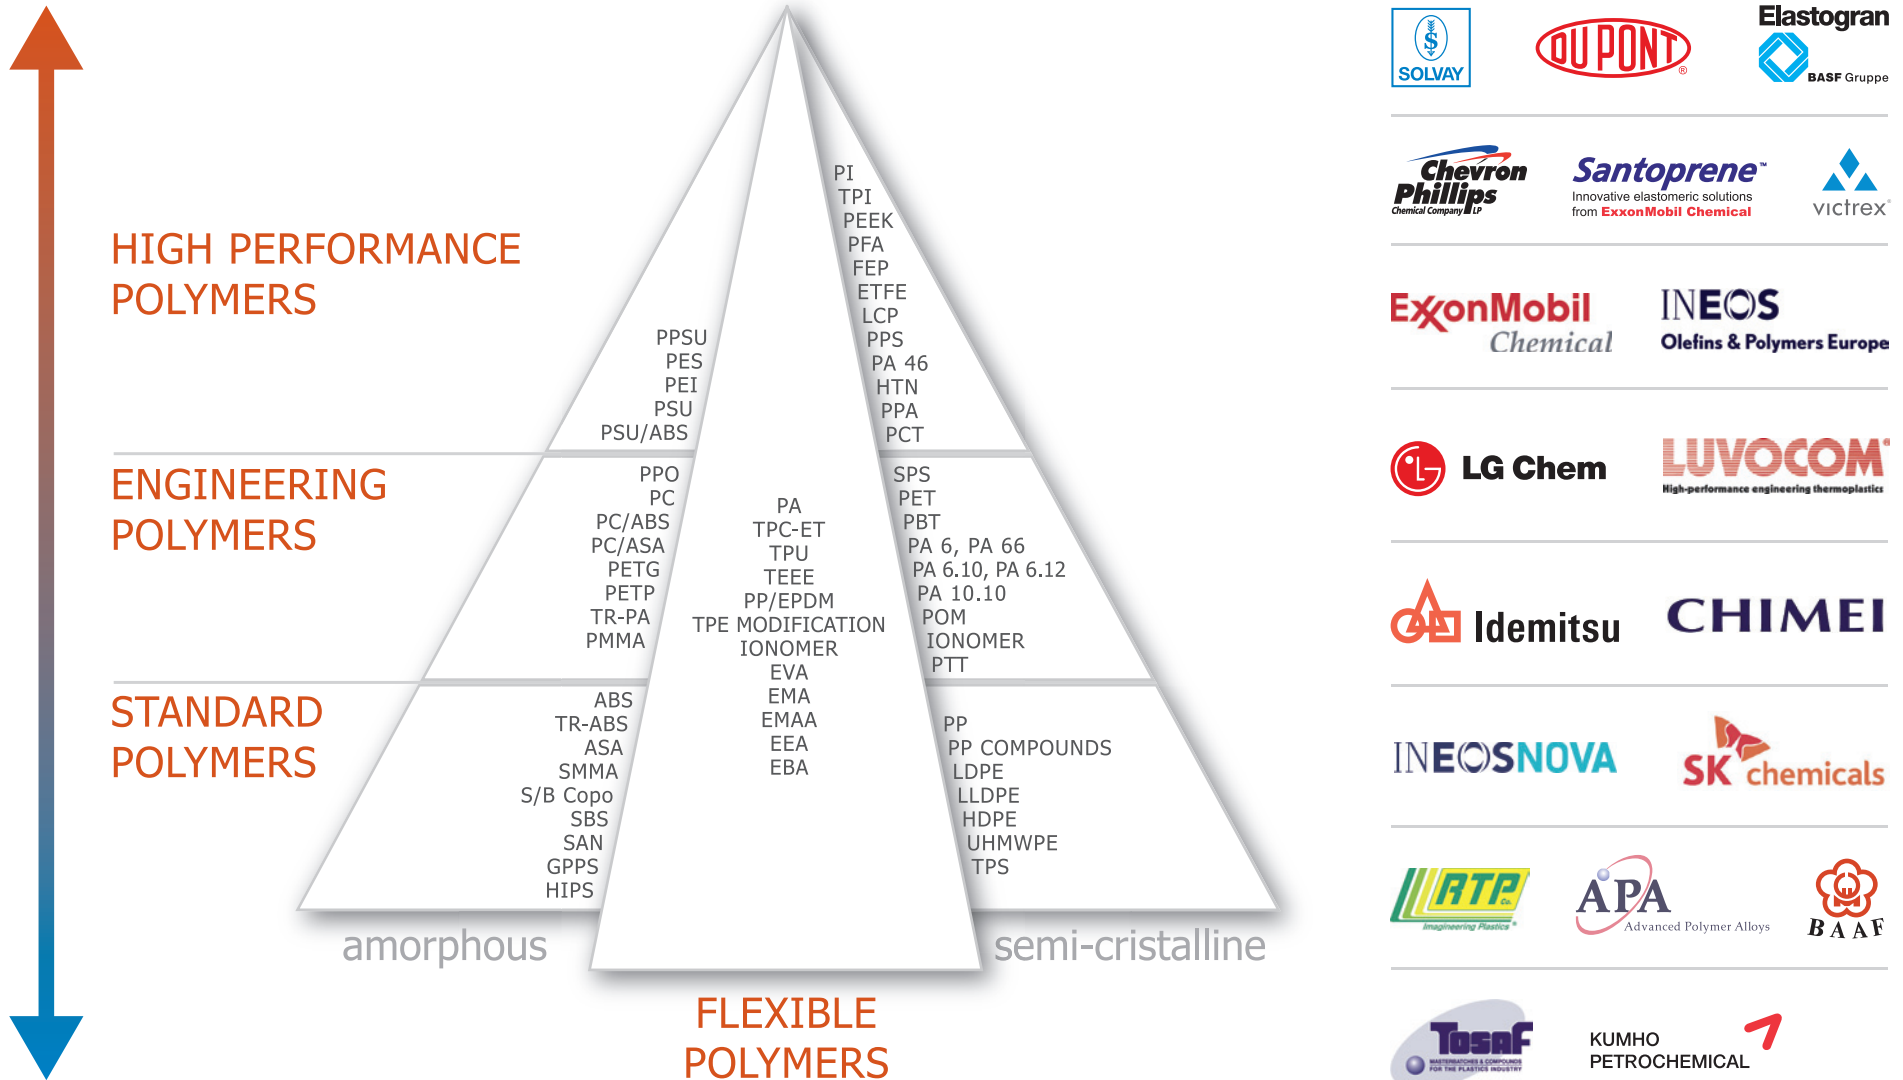 HIGH PERFORMANCE
POLYMERS
ENGINEERING
POLYMERS
STANDARD
POLYMERS
PPSU
PES
PEI
PSU
PSU/ABS
PPO
PC
PC/ABS
PC/ASA
PETG
PETP
TR-PA
PMMA
ABS
TR-ABS
ASA
SMMA
S/B Copo
SBS
SAN
GPPS
HIPS
amorphous
PA
TPC-ET
TPU
TEEE
PP/EPDM
TPE MODIFICATION
IONOMER
EVA
EMA
EMAA
EEA
EBA
FLEXIBLE
POLYMERS
PI
TPI
PEEK
PFA
FEP
ETFE
LCP
PPS
PA 46
HTN
PPA
PCT
SPS
PET
PBT
PA 6, PA 66
PA 6.10, PA 6.12
PA 10.10
POM
IONOMER
PTT
PP
PP COMPOUNDS
LDPE
LLDPE
HDPE
UHMWPE
TPS
semi-cristalline
SOLVAY
DUPONT®
Elastogran
BASF Gruppe
Chevron
Phillips
Chemical Company LP
Santoprene™
Innovative elastomeric solutions
from ExxonMobil Chemical
victrex®
ExxonMobil
Chemical
INEOS
Olefins & Polymers Europe
LG Chem
LUVOCOM®
High-performance engineering thermoplastics
Idemitsu
CHIMEI
INEOSNOVA
SK chemicals
RTP Co.
Imagineering Plastics®
APA
Advanced Polymer Alloys
BAAF
TOSAF
MASTERBATCHES & COMPOUNDS
FOR THE PLASTICS INDUSTRY
KUMHO
PETROCHEMICAL